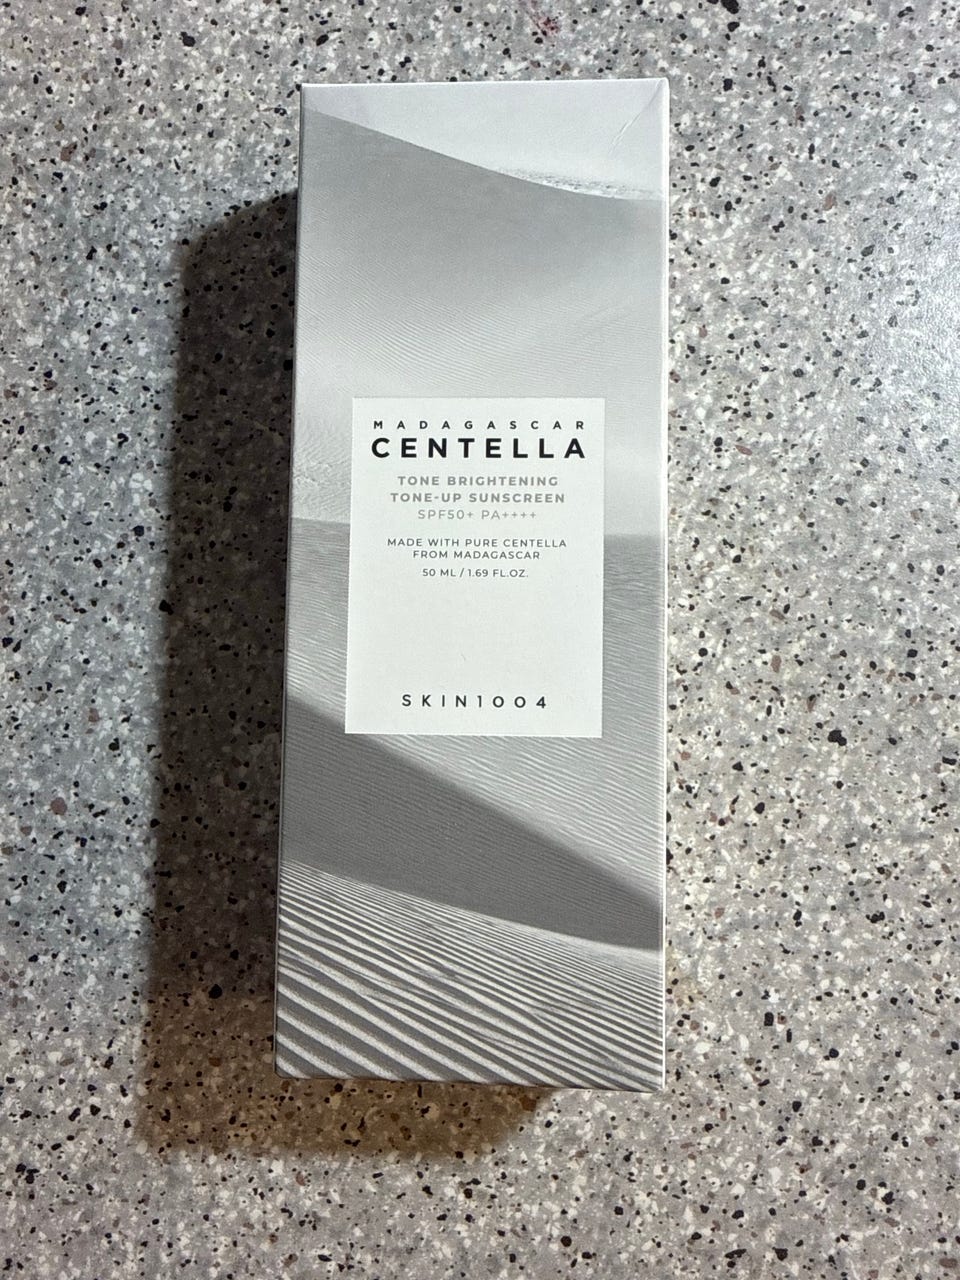 MADAGASCAR
CENTELLA
TONE BRIGHTENING
TONE-UP SUNSCREEN
SPF50+ PA++++
MADE WITH PURE CENTELLA
FROM MADAGASCAR
50 ML / 1.69 FL.OZ.
SKIN1004